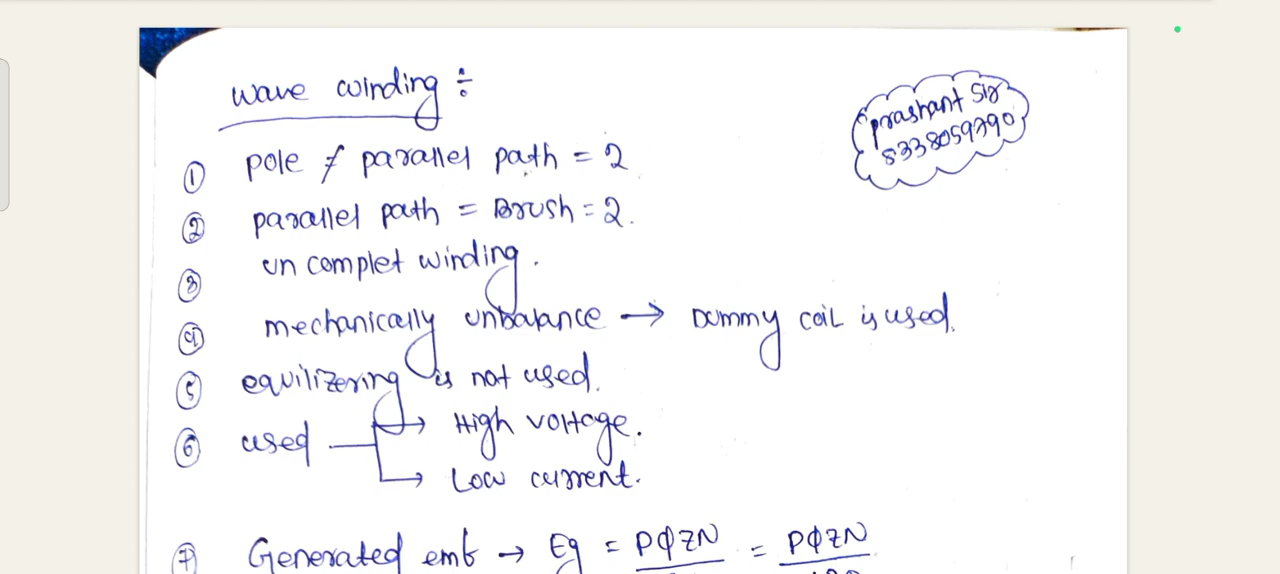 wave winding ÷
prashant Sir
8338059790
① pole ≠ parallel path = 2
② parallel path = Brush = 2.
③ un complet winding.
④ mechanically unbalance → Dummy coil is used.
⑤ equilizering is not used.
⑥ used → High voltage.
→ Low current.
⑦ Generated emf → Eg = PΦZN = PΦZN